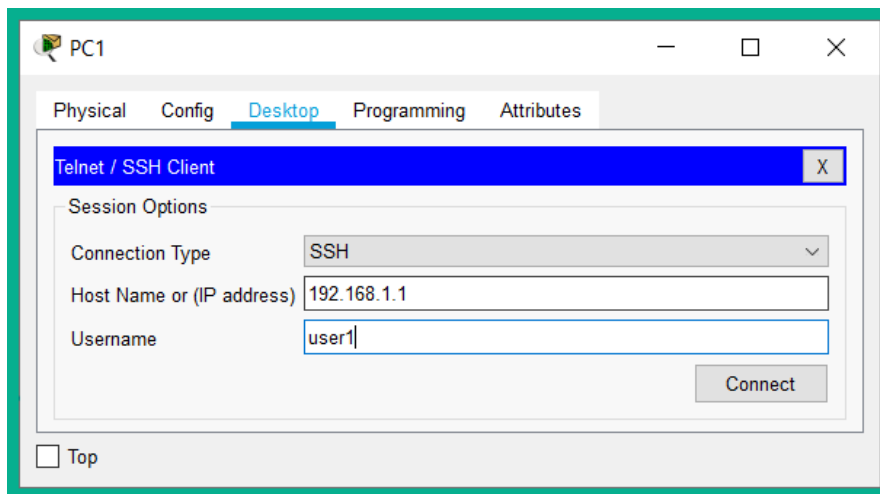 PC1
Physical Config Desktop Programming Attributes
Telnet / SSH Client X
Session Options
Connection Type SSH
Host Name or (IP address) 192.168.1.1
Username user1
Connect
Top